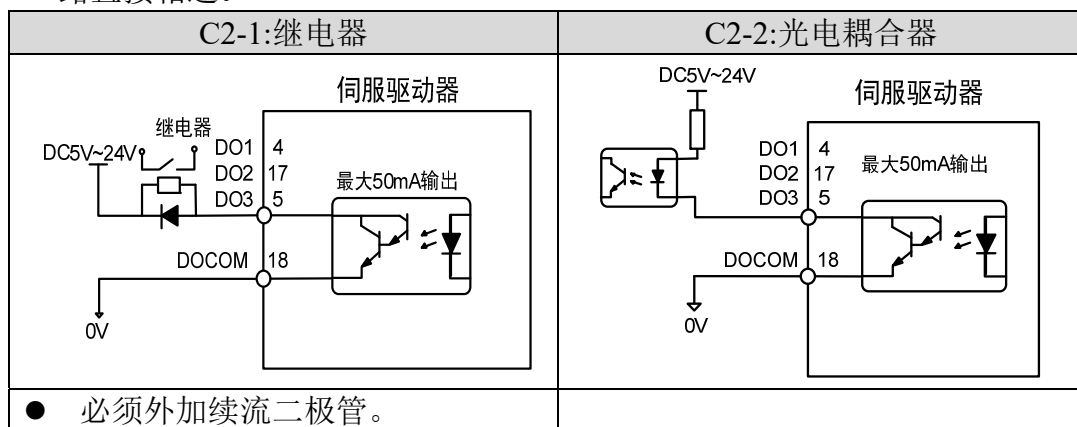 C2-1:继电器
C2-2:光电耦合器
伺服驱动器
继电器
DC5V~24V
DO1 4
DO2 17
DO3 5
最大50mA输出
DOCOM 18
0V
DC5V~24V
伺服驱动器
DO1 4
DO2 17
DO3 5
最大50mA输出
DOCOM 18
0V
● 必须外加续流二极管。